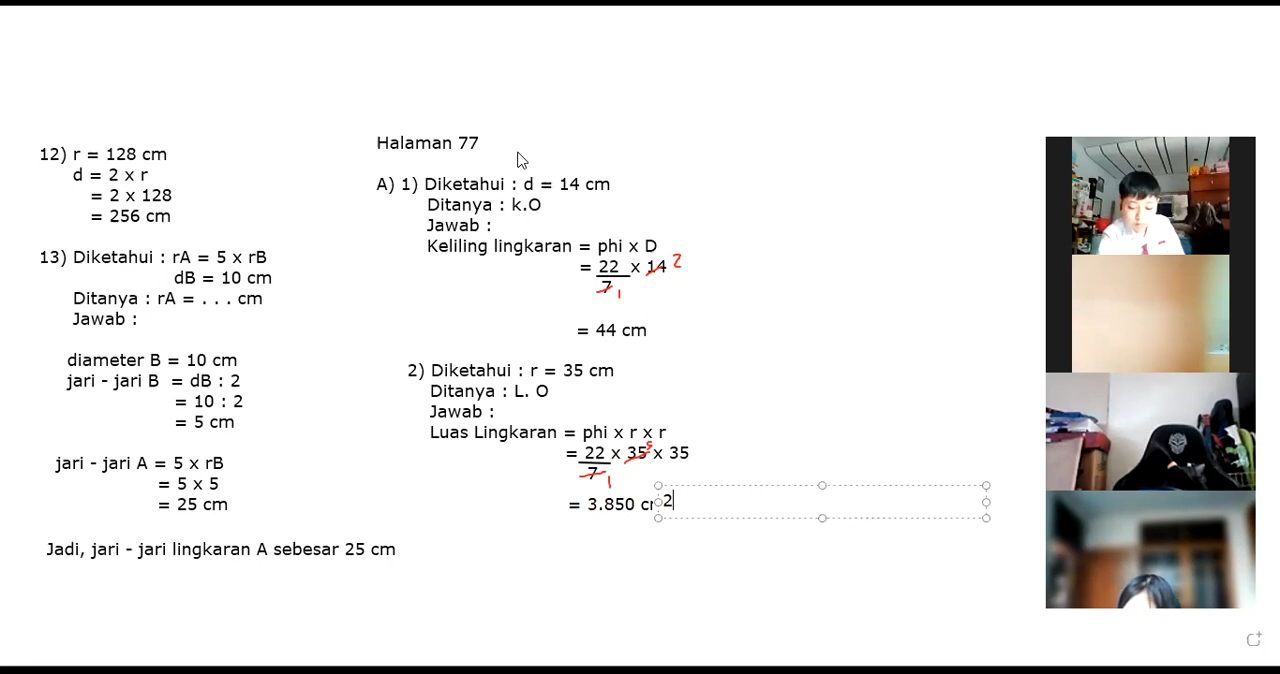 12) r = 128 cm
d = 2 x r
= 2 x 128
= 256 cm
13) Diketahui : rA = 5 x rB
dB = 10 cm
Ditanya : rA = . . . cm
Jawab :
diameter B = 10 cm
jari - jari B = dB : 2
= 10 : 2
= 5 cm
jari - jari A = 5 x rB
= 5 x 5
= 25 cm
Jadi, jari - jari lingkaran A sebesar 25 cm
Halaman 77
A) 1) Diketahui : d = 14 cm
Ditanya : k.O
Jawab :
Keliling lingkaran = phi x D
= 22 x 14 2
7 1
= 44 cm
2) Diketahui : r = 35 cm
Ditanya : L. O
Jawab :
Luas Lingkaran = phi x r x r
= 22 x 35 5 x 35
7 1
= 3.850 c 2